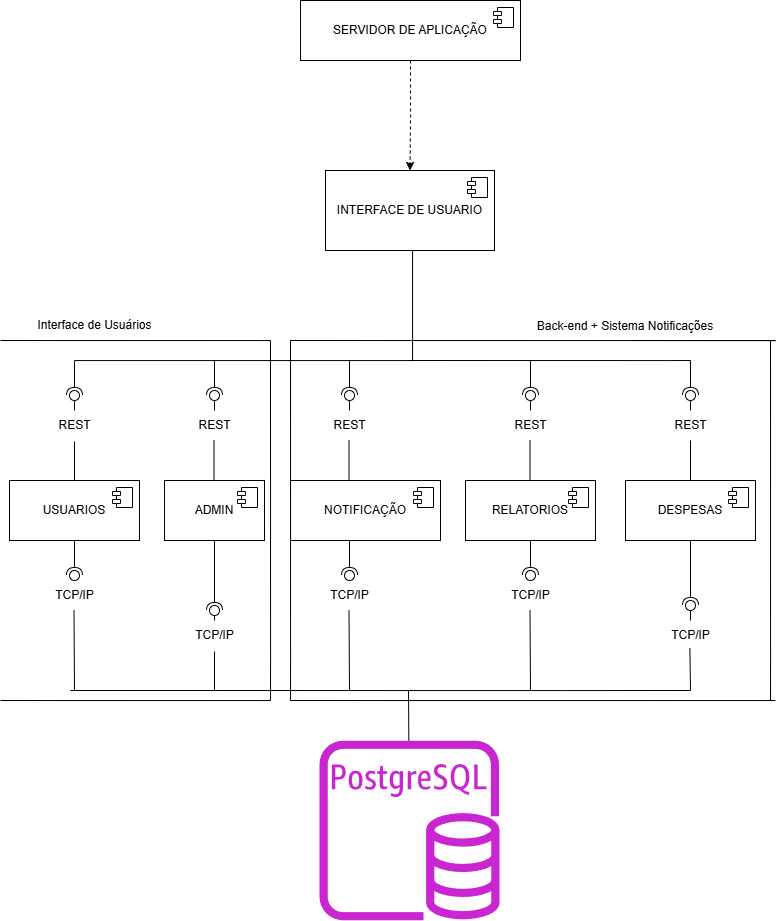 SERVIDOR DE APLICAÇÃO
INTERFACE DE USUARIO
Interface de Usuários
Back-end + Sistema Notificações
REST
REST
REST
REST
REST
USUARIOS
ADMIN
NOTIFICAÇÃO
RELATORIOS
DESPESAS
TCP/IP
TCP/IP
TCP/IP
TCP/IP
TCP/IP
PostgreSQL